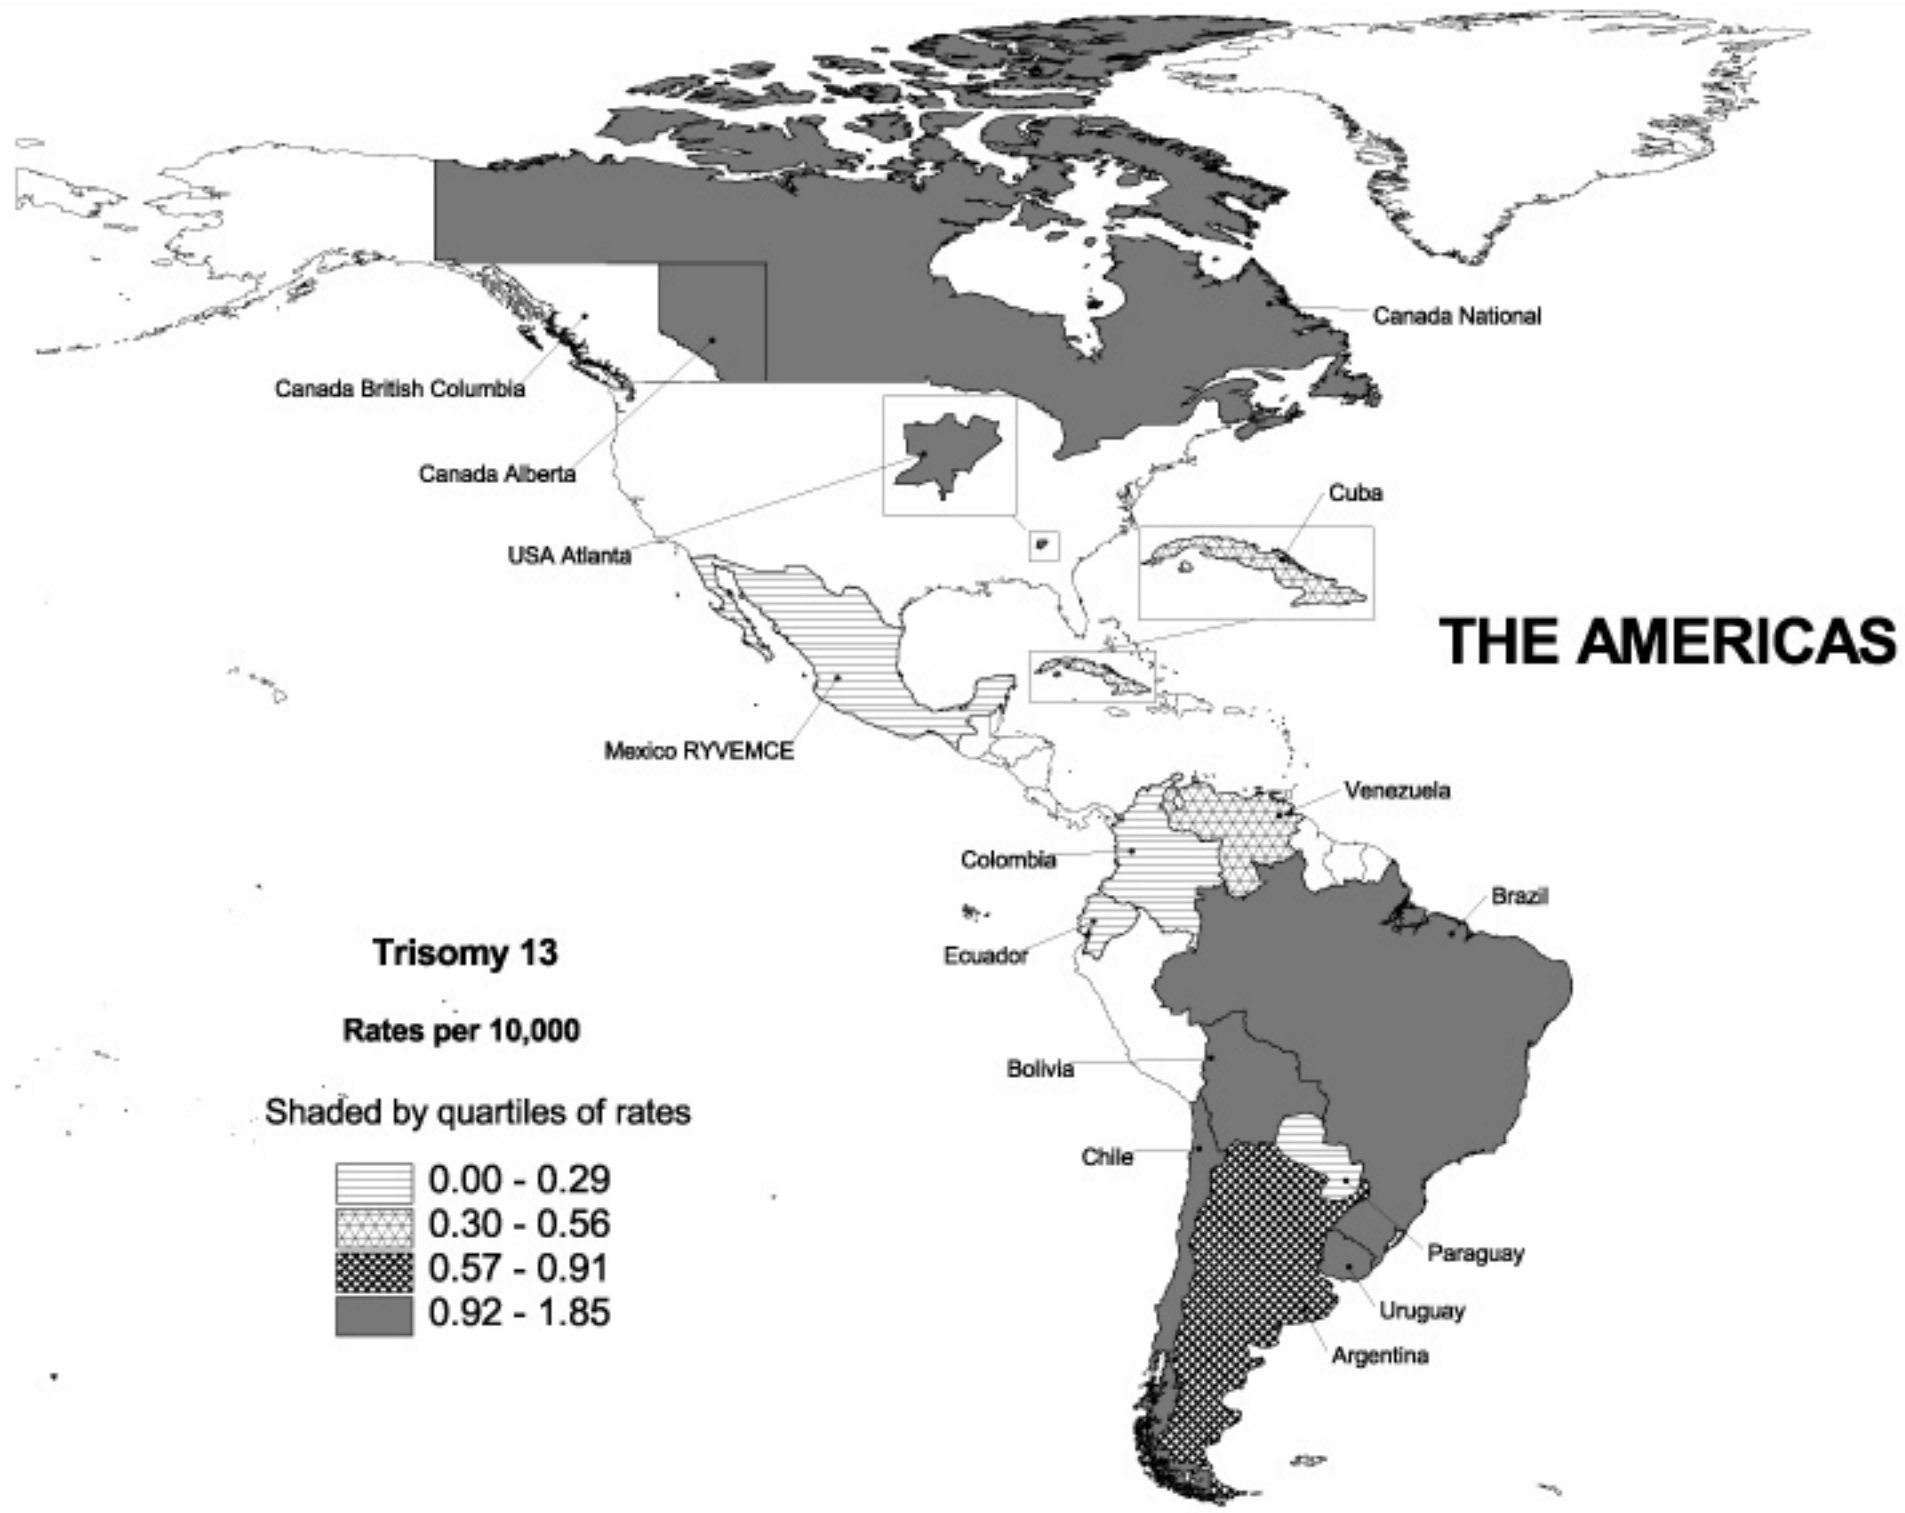 Canada National
Canada British Columbia
Canada Alberta
Cuba
USA Atlanta
THE AMERICAS
Mexico RYVEMCE
Venezuela
Colombia
Brazil
Ecuador
Trisomy 13
Rates per 10,000
Bolivia
Shaded by quartiles of rates
Chile
0.00 - 0.29
0.30 - 0.56
0.57 - 0.91
0.92 - 1.85
Paraguay
Uruguay
Argentina